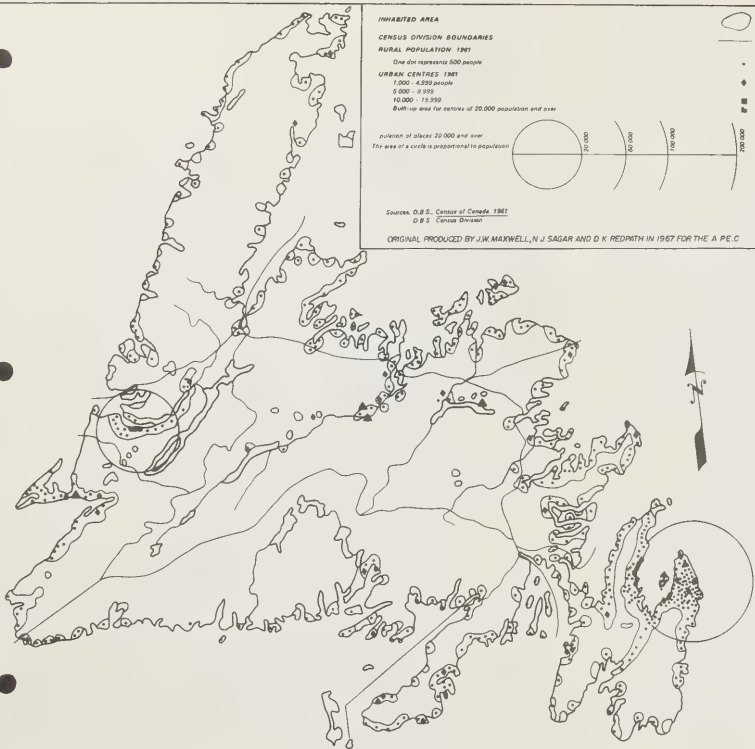 INHABITED AREA
CENSUS DIVISION BOUNDARIES
RURAL POPULATION 1961
One dot represents 500 people
URBAN CENTRES 1961
1,000 - 4,999 people
5 000 - 9 999
10,000 - 19,999
Built-up area for centres of 20,000 population and over
pulation of places 20 000 and over
The area of a circle is proportional to population
20 000
50 000
100 000
200 000
Sources. D.B.S., Census of Canada 1961
D B S Census Division
ORIGINAL PRODUCED BY J.W. MAXWELL, N J. SAGAR AND D K REDPATH IN 1967 FOR THE A P.E.C
N